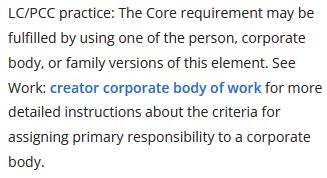 LC/PCC practice: The Core requirement may be
fulfilled by using one of the person, corporate
body, or family versions of this element. See
Work: creator corporate body of work for more
detailed instructions about the criteria for
assigning primary responsibility to a corporate
body.